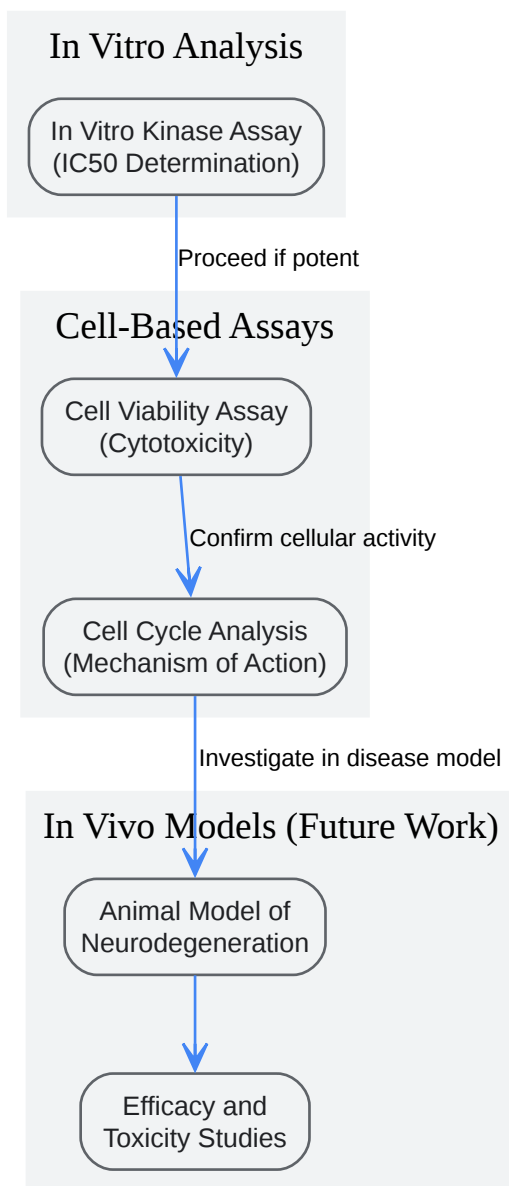 In Vitro Analysis
In Vitro Kinase Assay
(IC50 Determination)
Proceed if potent
Cell-Based Assays
Cell Viability Assay
(Cytotoxicity)
Confirm cellular activity
Cell Cycle Analysis
(Mechanism of Action)
Investigate in disease model
In Vivo Models (Future Work)
Animal Model of
Neurodegeneration
Efficacy and
Toxicity Studies